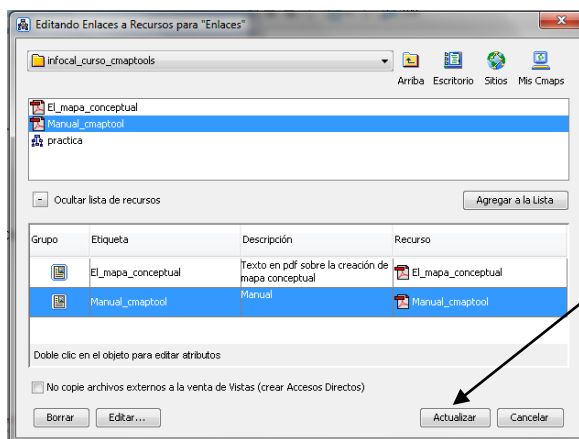 Editando Enlaces a Recursos para "Enlaces"
infocal_curso_cmaptools
Arriba Escritorio Sitios Mis Cmaps
El_mapa_conceptual
Manual_cmaptool
practica
- Ocultar lista de recursos Agregar a la Lista
Grupo Etiqueta Descripción Recurso
El_mapa_conceptual Texto en pdf sobre la creación de mapa conceptual El_mapa_conceptual
Manual_cmaptool Manual Manual_cmaptool
Doble clic en el objeto para editar atributos
No copie archivos externos a la venta de Vistas (crear Accesos Directos)
Borrar Editar... Actualizar Cancelar